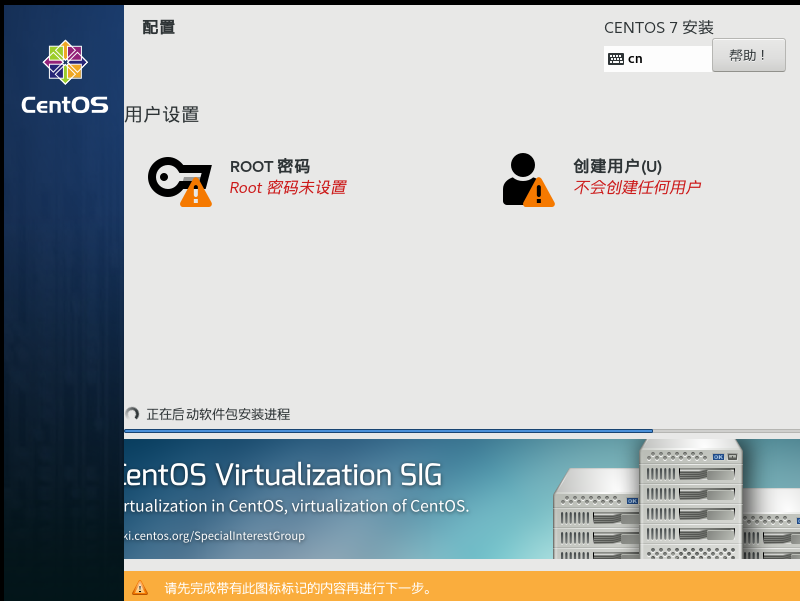 CentOS
配置
CENTOS 7 安装
cn
帮助！
用户设置
ROOT 密码
Root 密码未设置
创建用户(U)
不会创建任何用户
正在启动软件包安装进程
CentOS Virtualization SIG
rtualization in CentOS, virtualization of CentOS.
ki.centos.org/SpecialInterestGroup
OK
OK
请先完成带有此图标标记的内容再进行下一步。